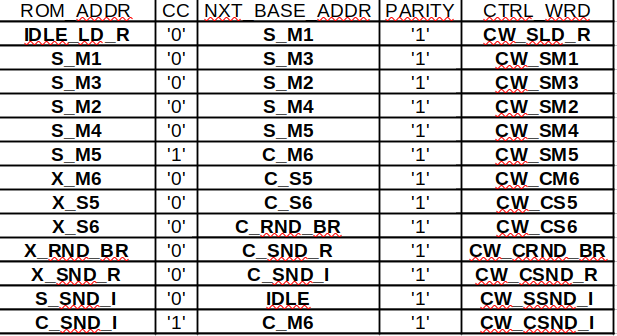 ROM_ADDR CC NXT_BASE_ADDR PARITY CTRL_WRD
IDLE_LD_R '0' S_M1 '1' CW_SLD_R
S_M1 '0' S_M3 '1' CW_SM1
S_M3 '0' S_M2 '1' CW_SM3
S_M2 '0' S_M4 '1' CW_SM2
S_M4 '0' S_M5 '1' CW_SM4
S_M5 '1' C_M6 '1' CW_SM5
X_M6 '0' C_S5 '1' CW_CM6
X_S5 '0' C_S6 '1' CW_CS5
X_S6 '0' C_RND_BR '1' CW_CS6
X_RND_BR '0' C_SND_R '1' CW_CRND_BR
X_SND_R '0' C_SND_I '1' CW_CSND_R
S_SND_I '0' IDLE '1' CW_SSND_I
C_SND_I '1' C_M6 '1' CW_CSND_I